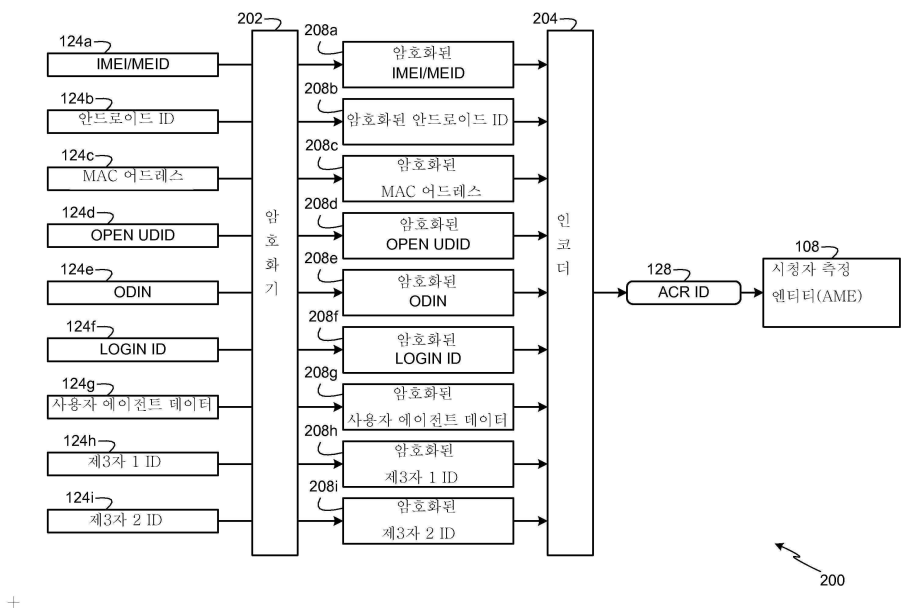 202
204
124a
IMEI/MEID
208a
암호화된
IMEI/MEID
124b
안드로이드 ID
208b
암호화된 안드로이드 ID
124c
MAC 어드레스
208c
암호화된
MAC 어드레스
124d
OPEN UDID
208d
암호화된
OPEN UDID
124e
ODIN
208e
암호화된
ODIN
124f
LOGIN ID
208f
암호화된
LOGIN ID
124g
사용자 에이전트 데이터
208g
암호화된
사용자 에이전트 데이터
124h
제3자 1 ID
208h
암호화된
제3자 1 ID
124i
제3자 2 ID
208i
암호화된
제3자 2 ID
암
호
화
기
인
코
더
128
ACR ID
108
시청자 측정
엔티티(AME)
200